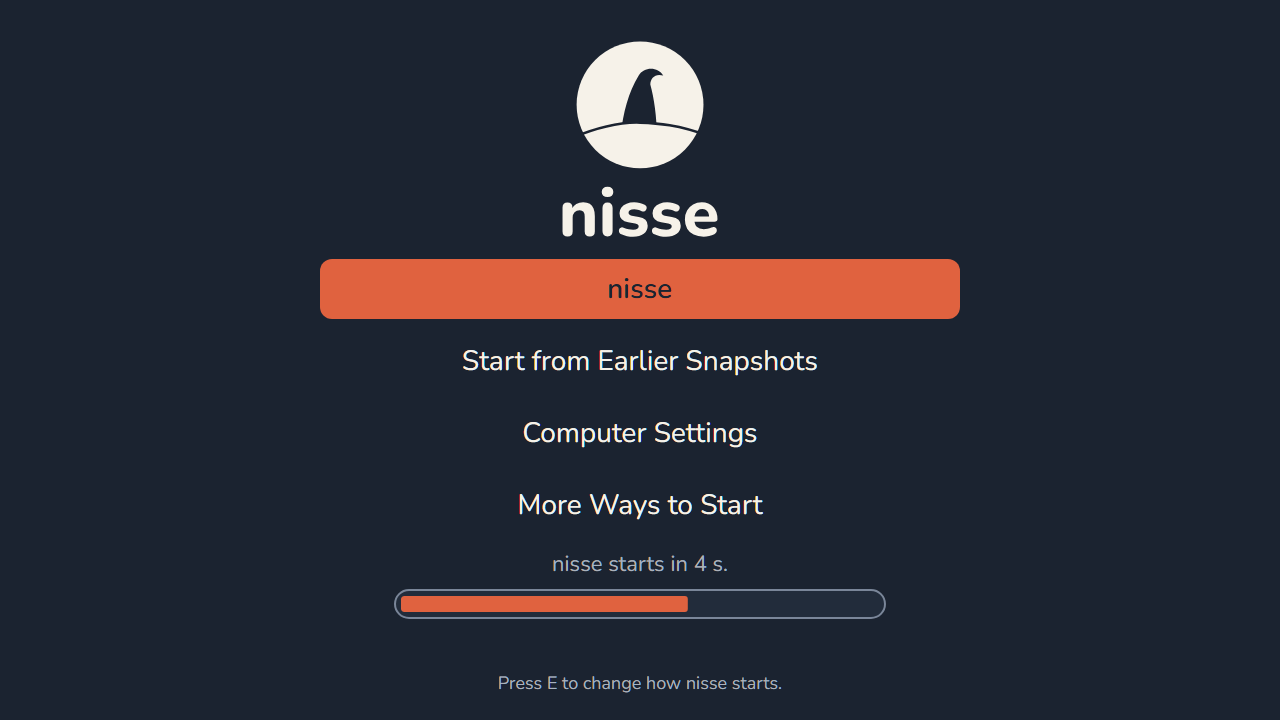 nisse
nisse
Start from Earlier Snapshots
Computer Settings
More Ways to Start
nisse starts in 4 s.
Press E to change how nisse starts.